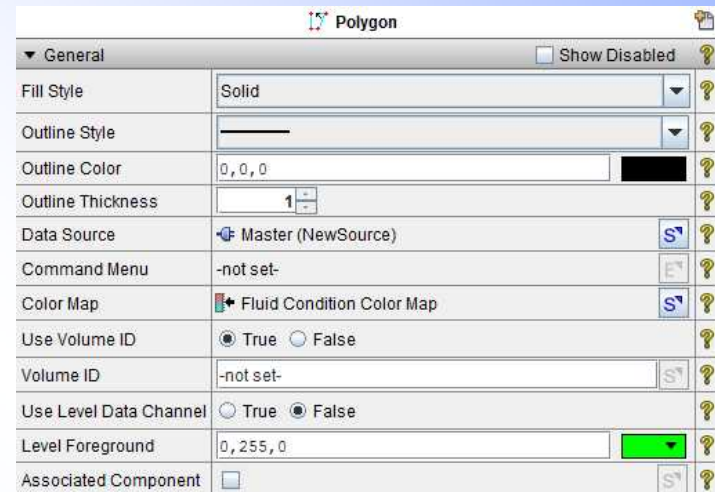 Polygon
General Show Disabled ?
Fill Style Solid ?
Outline Style ?
Outline Color 0,0,0 ?
Outline Thickness 1 ?
Data Source Master (NewSource) S ?
Command Menu -not set- E ?
Color Map Fluid Condition Color Map S ?
Use Volume ID True False ?
Volume ID -not set- S ?
Use Level Data Channel True False ?
Level Foreground 0,255,0 ?
Associated Component S ?